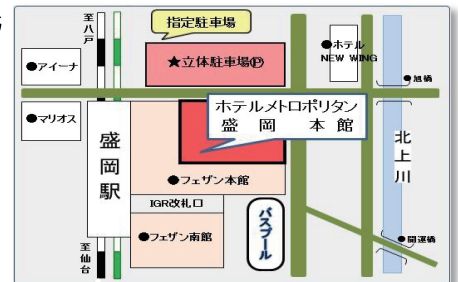 至八戸
指定駐車場
●アイーナ
★立体駐車場Ⓟ
●ホテル
NEW WING
●旭橋
●マリオス
ホテルメトロポリタン
盛岡 本館
盛岡駅
北上川
●フェザン本館
IGR改札口
バスプール
●フェザン南館
●開運橋
至仙台